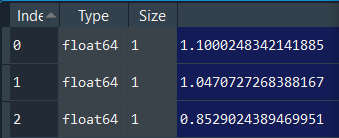 Inde Type Size
0 float64 1 1.1000248342141885
1 float64 1 1.0470727268388167
2 float64 1 0.8529024389469951